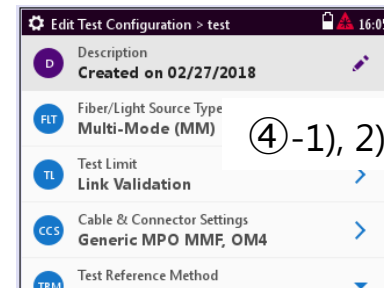 Edit Test Configuration > test 16:05
D
Description
Created on 02/27/2018
FLT
Fiber/Light Source Type
Multi-Mode (MM)
④-1), 2)
TL
Test Limit
Link Validation
CCS
Cable & Connector Settings
Generic MPO MMF, OM4
TRM
Test Reference Method